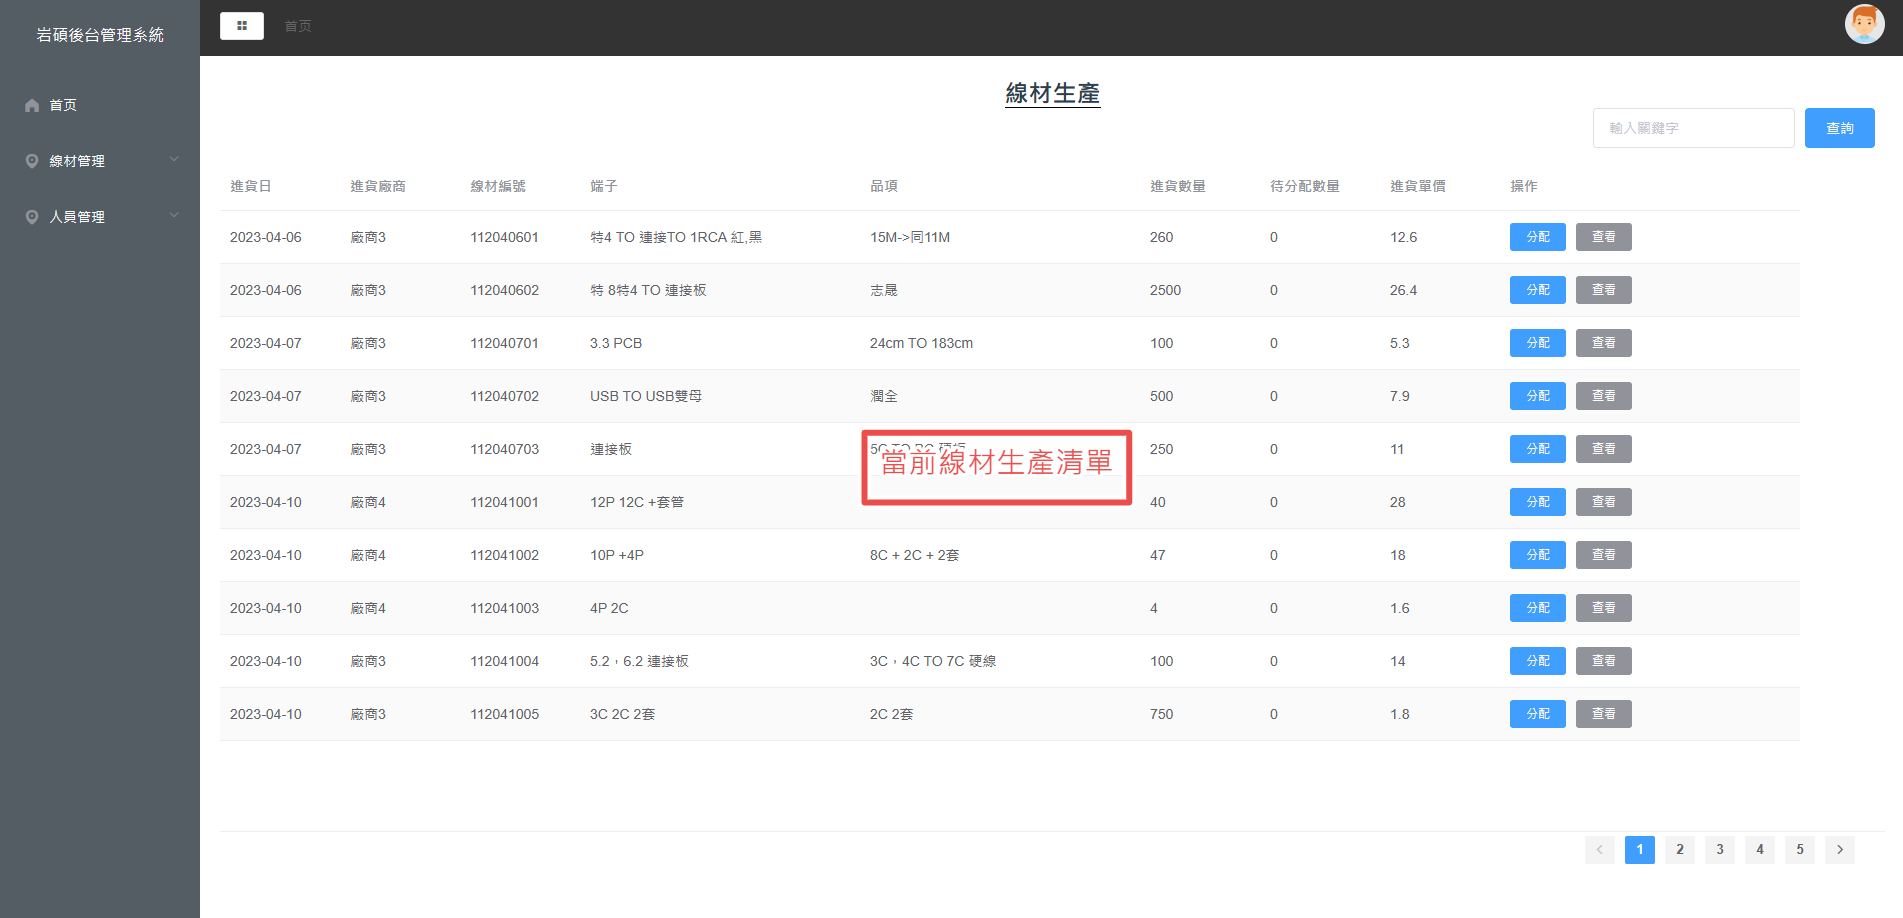 岩碩後台管理系統
首页
線材管理
人員管理
首页
線材生產
輸入關鍵字
查詢
進貨日 進貨廠商 線材編號 端子 品項 進貨數量 待分配數量 進貨單價 操作
2023-04-06 廠商3 112040601 特4 TO 連接TO 1RCA 紅,黑 15M->同11M 260 0 12.6 分配 查看
2023-04-06 廠商3 112040602 特 8特4 TO 連接板 志晟 2500 0 26.4 分配 查看
2023-04-07 廠商3 112040701 3.3 PCB 24cm TO 183cm 100 0 5.3 分配 查看
2023-04-07 廠商3 112040702 USB TO USB雙母 潤全 500 0 7.9 分配 查看
2023-04-07 廠商3 112040703 連接板 250 0 11 分配 查看
當前線材生產清單
2023-04-10 廠商4 112041001 12P 12C +套管 40 0 28 分配 查看
2023-04-10 廠商4 112041002 10P +4P 8C + 2C + 2套 47 0 18 分配 查看
2023-04-10 廠商4 112041003 4P 2C 4 0 1.6 分配 查看
2023-04-10 廠商3 112041004 5.2，6.2 連接板 3C，4C TO 7C 硬線 100 0 14 分配 查看
2023-04-10 廠商3 112041005 3C 2C 2套 2C 2套 750 0 1.8 分配 查看
1 2 3 4 5